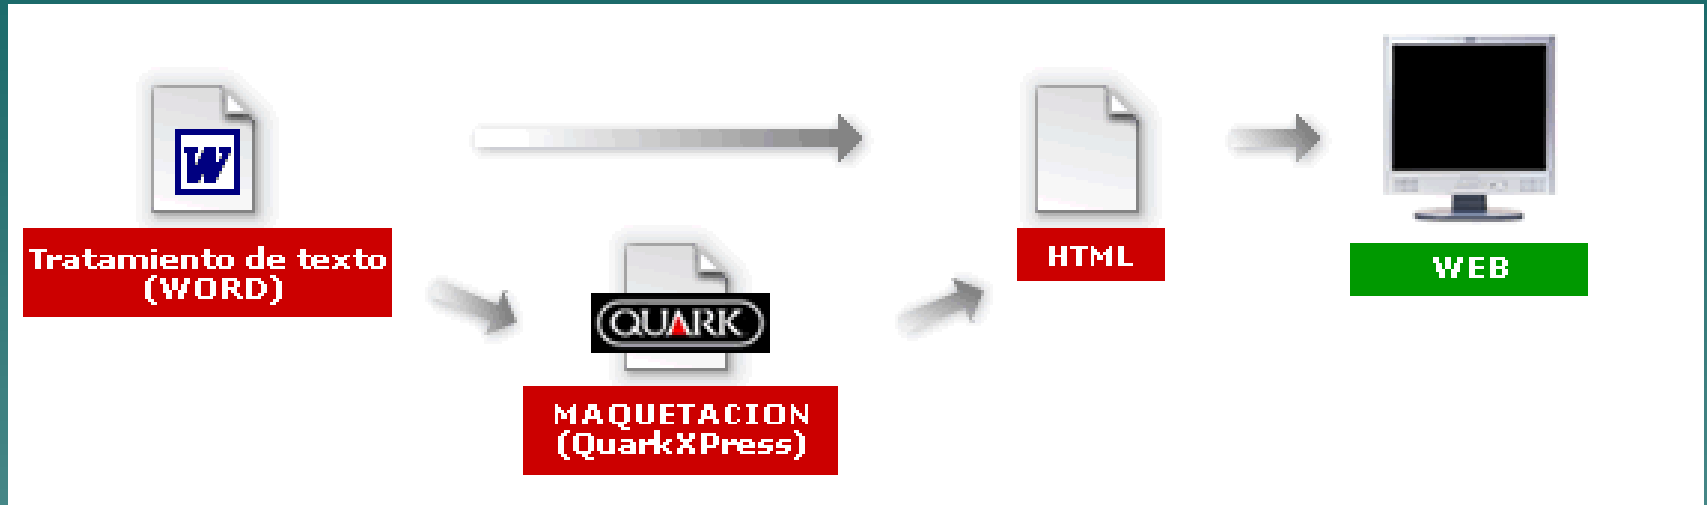 W
Tratamiento de texto
(WORD)
QUARK
MAQUETACION
(QuarkXPress)
HTML
WEB